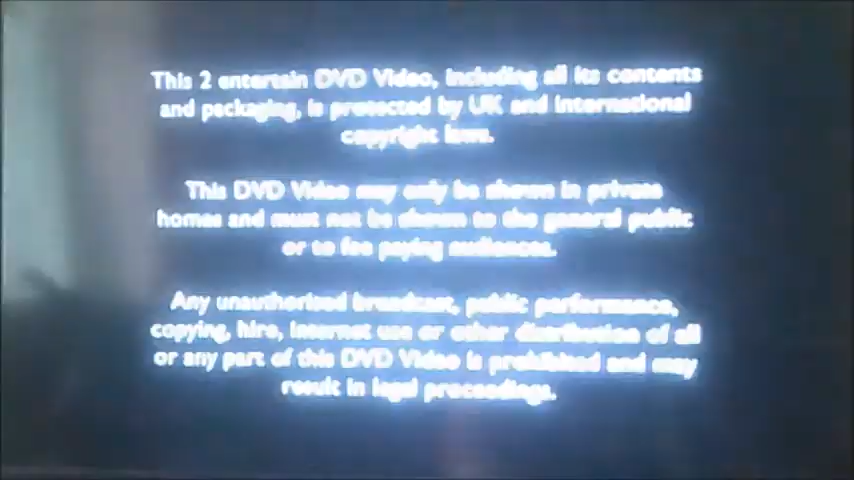 This 2 entertain DVD Video, including all its contents
and packaging, is protected by UK and international
copyright laws.
This DVD Video may only be shown in private
homes and must not be shown to the general public
or to fee paying audiences.
Any unauthorised broadcast, public performance,
copying, hire, internet use or other distribution of all
or any part of this DVD Video is prohibited and may
result in legal proceedings.